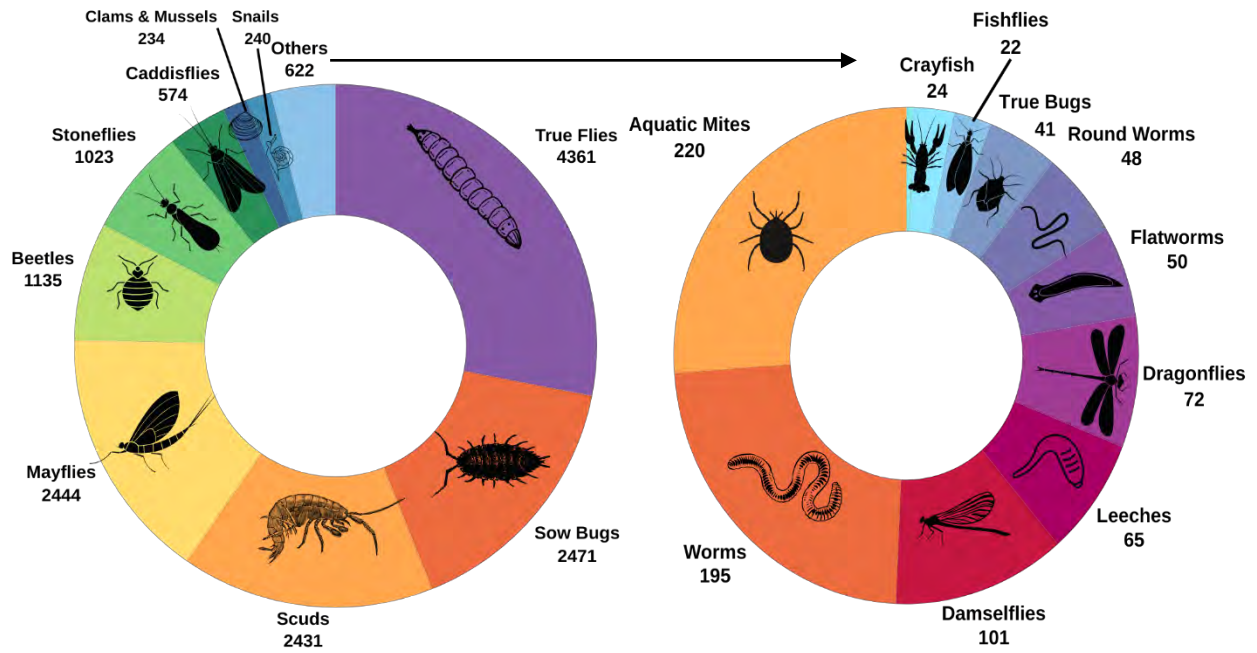 Clams & Mussels
234
Snails
240
Others
622
Caddisflies
574
Stoneflies
1023
Beetles
1135
Mayflies
2444
Scuds
2431
Sow Bugs
2471
True Flies
4361
Aquatic Mites
220
Crayfish
24
Fishflies
22
True Bugs
41
Round Worms
48
Flatworms
50
Dragonflies
72
Leeches
65
Damselflies
101
Worms
195